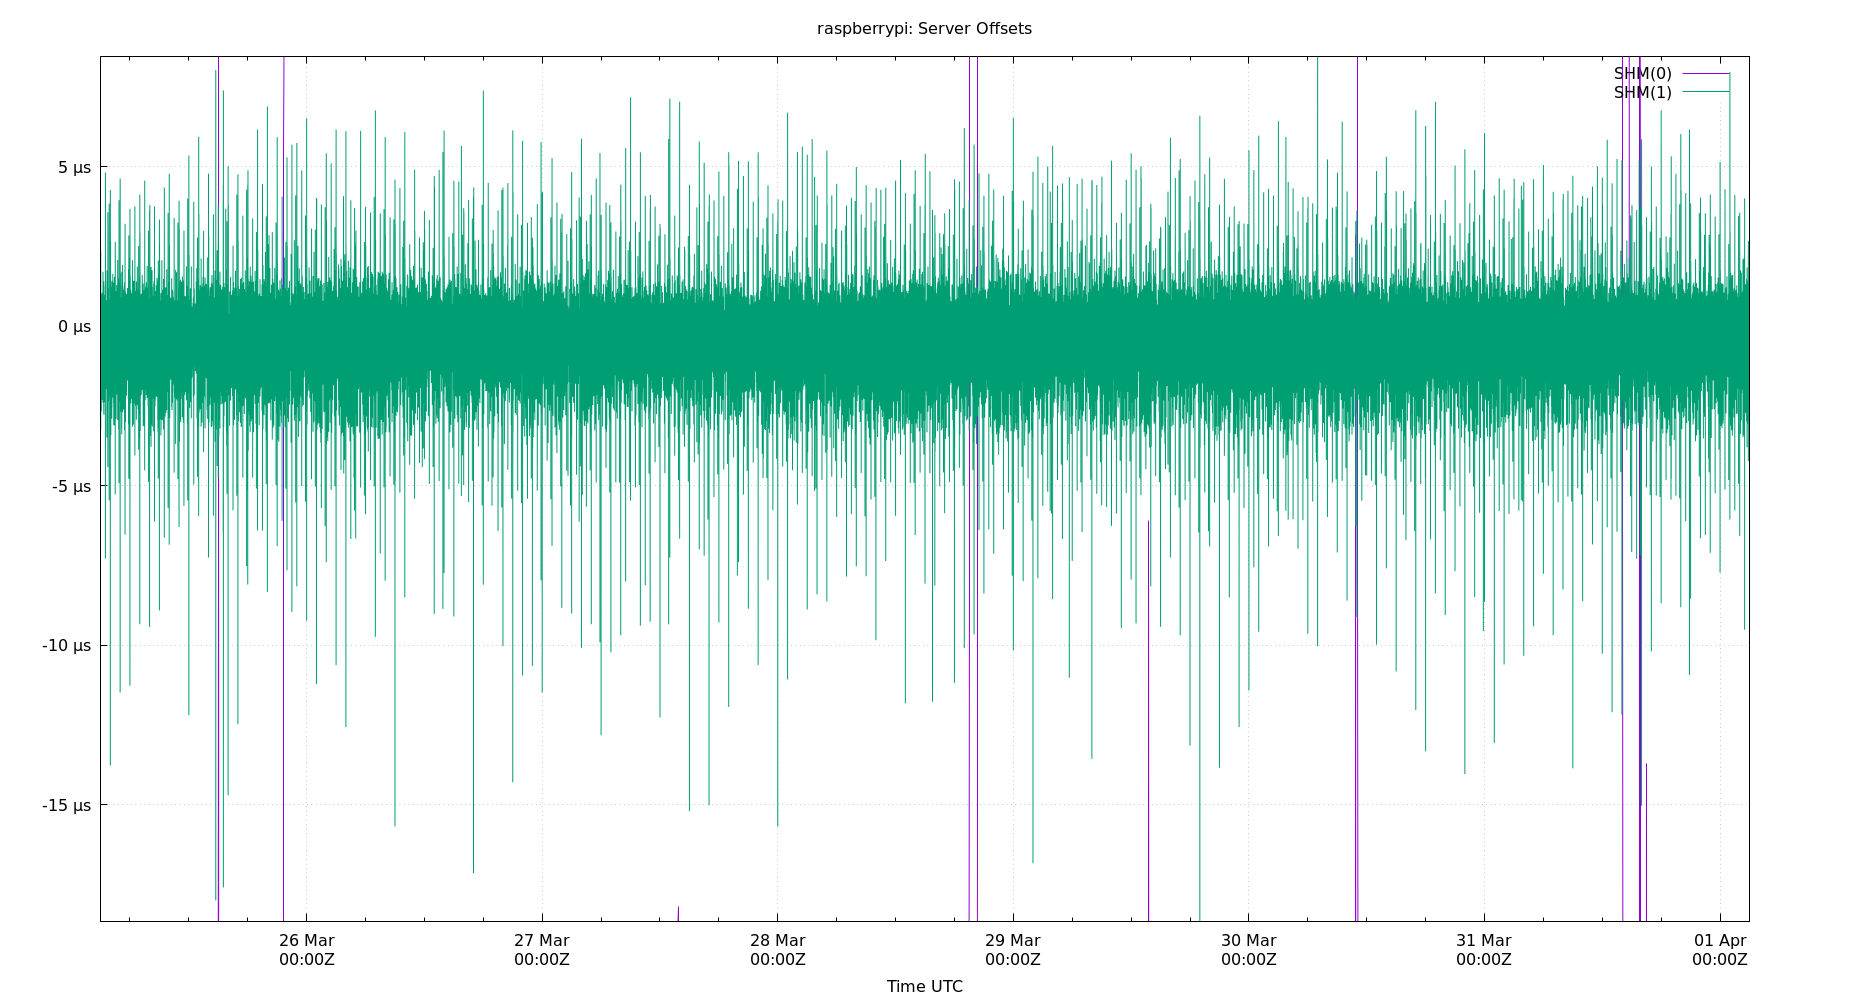 raspberrypi: Server Offsets
SHM(0)
SHM(1)
5 µs
0 µs
-5 µs
-10 µs
-15 µs
26 Mar
00:00Z
27 Mar
00:00Z
28 Mar
00:00Z
29 Mar
00:00Z
30 Mar
00:00Z
31 Mar
00:00Z
01 Apr
00:00Z
Time UTC